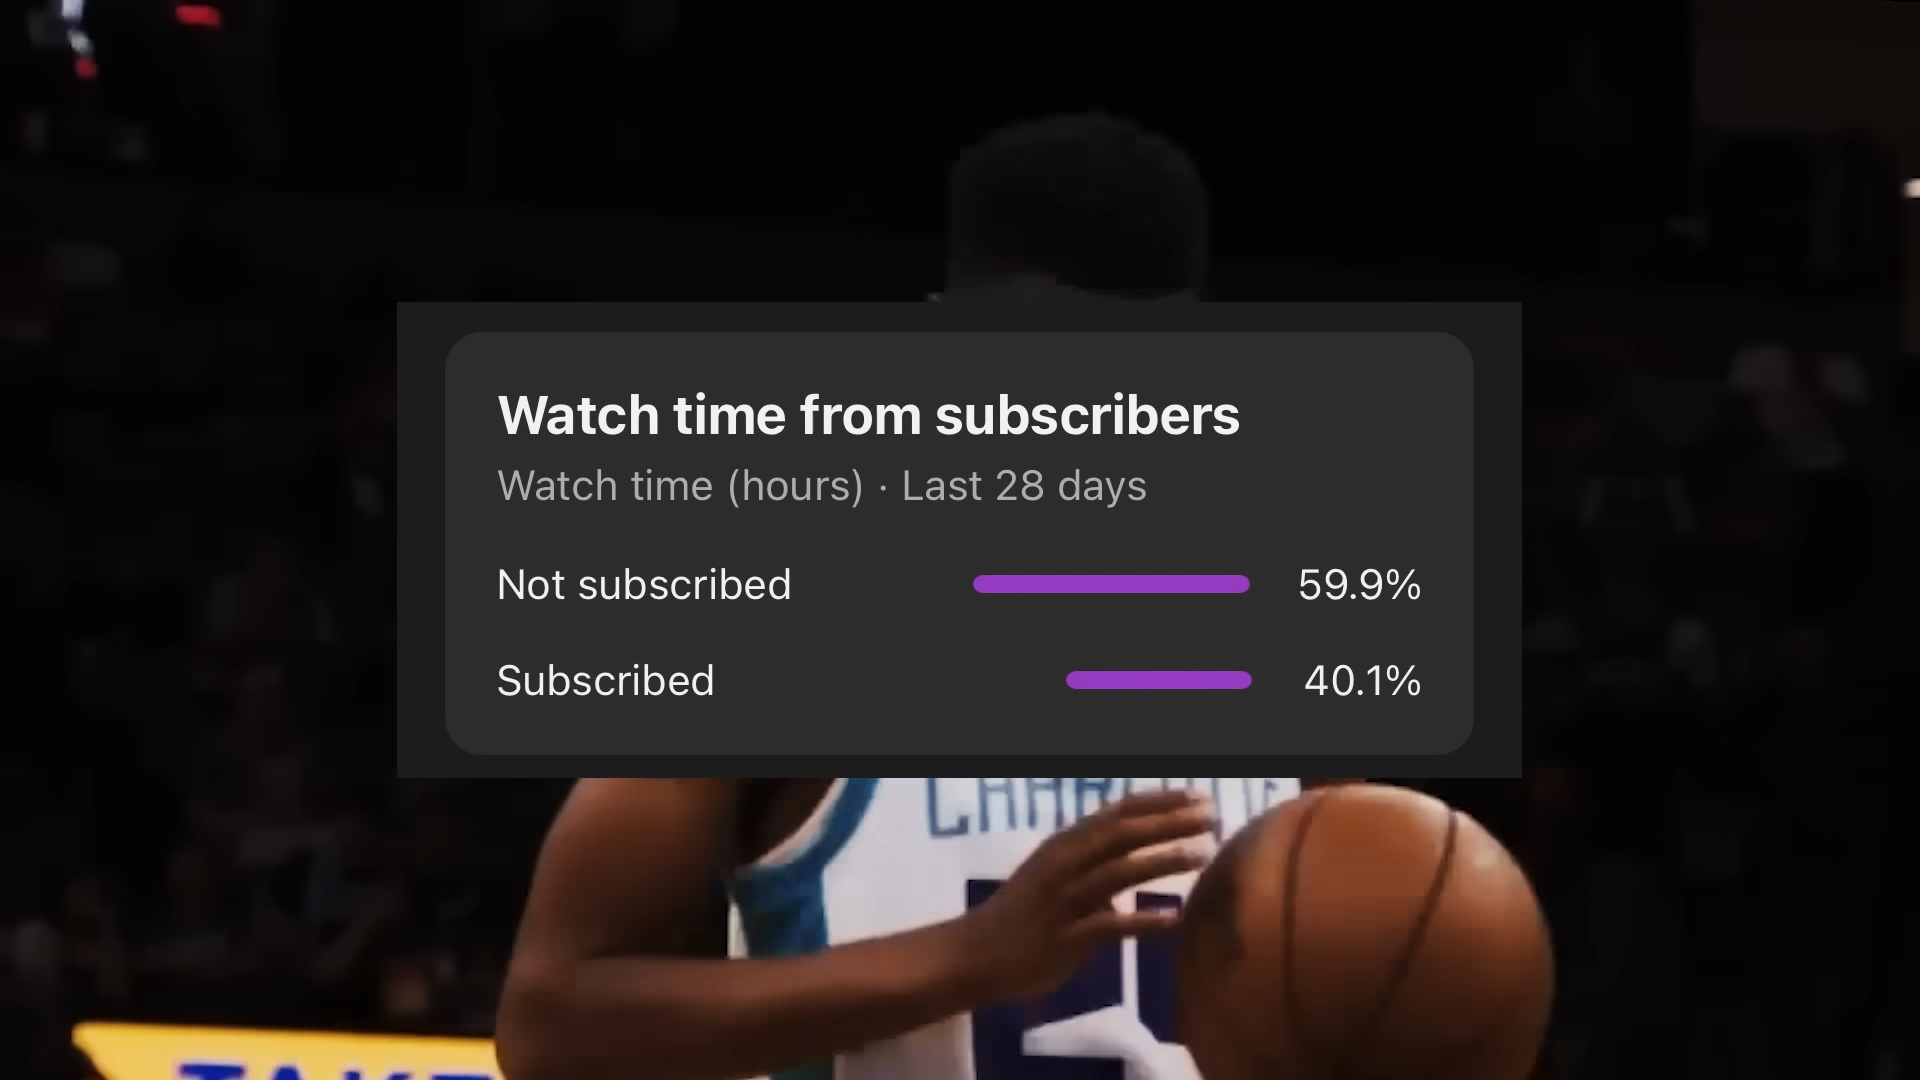 Watch time from subscribers
Watch time (hours) · Last 28 days
Not subscribed 59.9%
Subscribed 40.1%